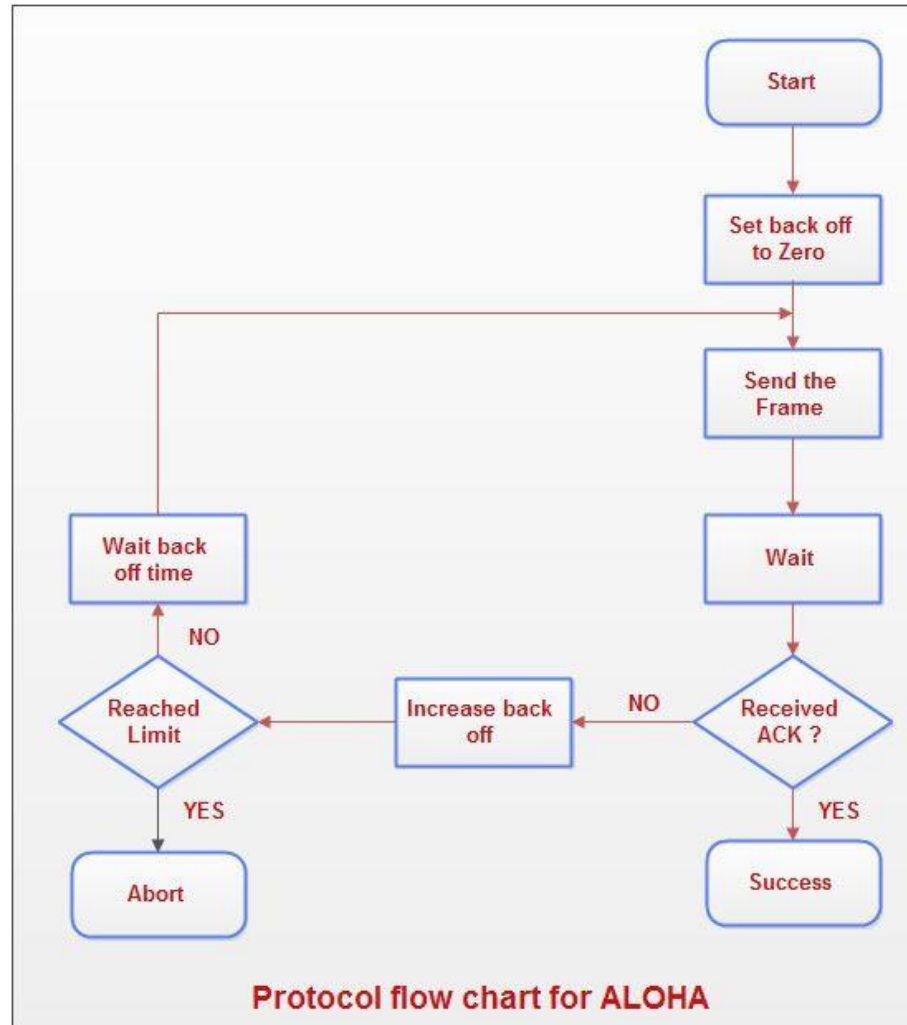 Start
Set back off
to Zero
Send the
Frame
Wait
Received
ACK ?
YES
Success
NO
Increase back
off
Reached
Limit
NO
Wait back
off time
YES
Abort
Protocol flow chart for ALOHA